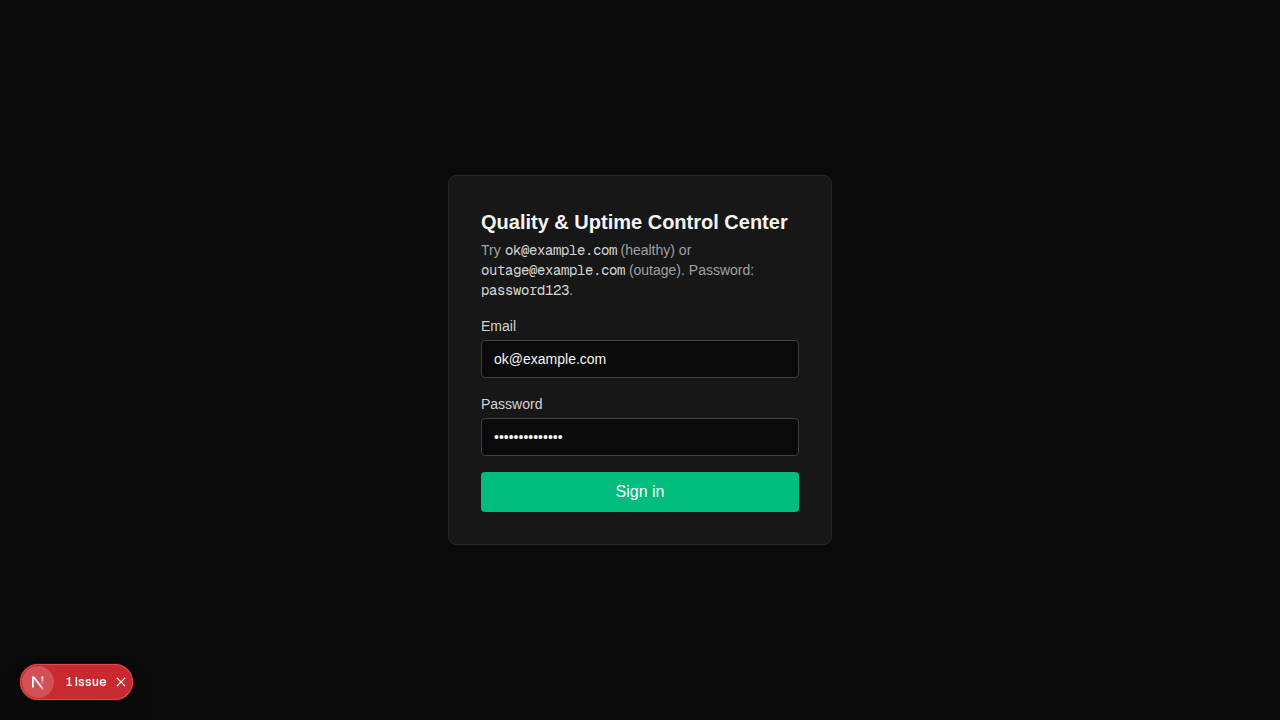 Quality & Uptime Control Center
Try ok@example.com (healthy) or
outage@example.com (outage). Password:
password123.
Email
ok@example.com
Password
••••••••••••••
Sign in
N 1 Issue